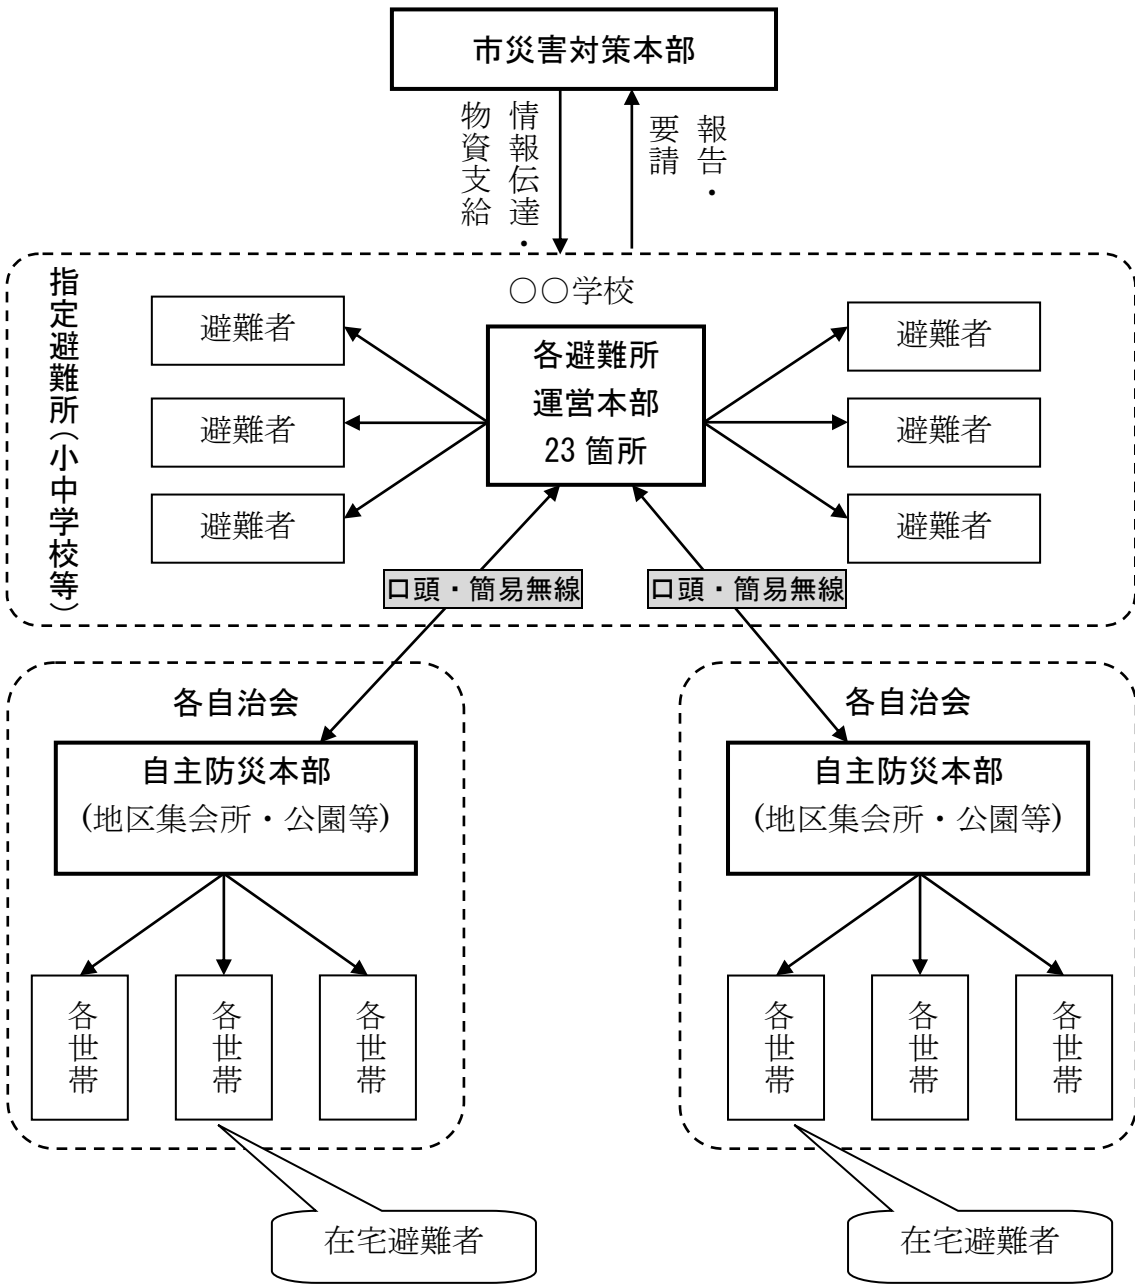 市災害対策本部
情報伝達・
物資支給
報告・
要請
指定避難所(小中学校等)
○○学校
避難者
避難者
避難者
各避難所
運営本部
23 箇所
避難者
避難者
避難者
口頭・簡易無線
口頭・簡易無線
各自治会
自主防災本部
(地区集会所・公園等)
各世帯
各世帯
各世帯
在宅避難者
各自治会
自主防災本部
(地区集会所・公園等)
各世帯
各世帯
各世帯
在宅避難者